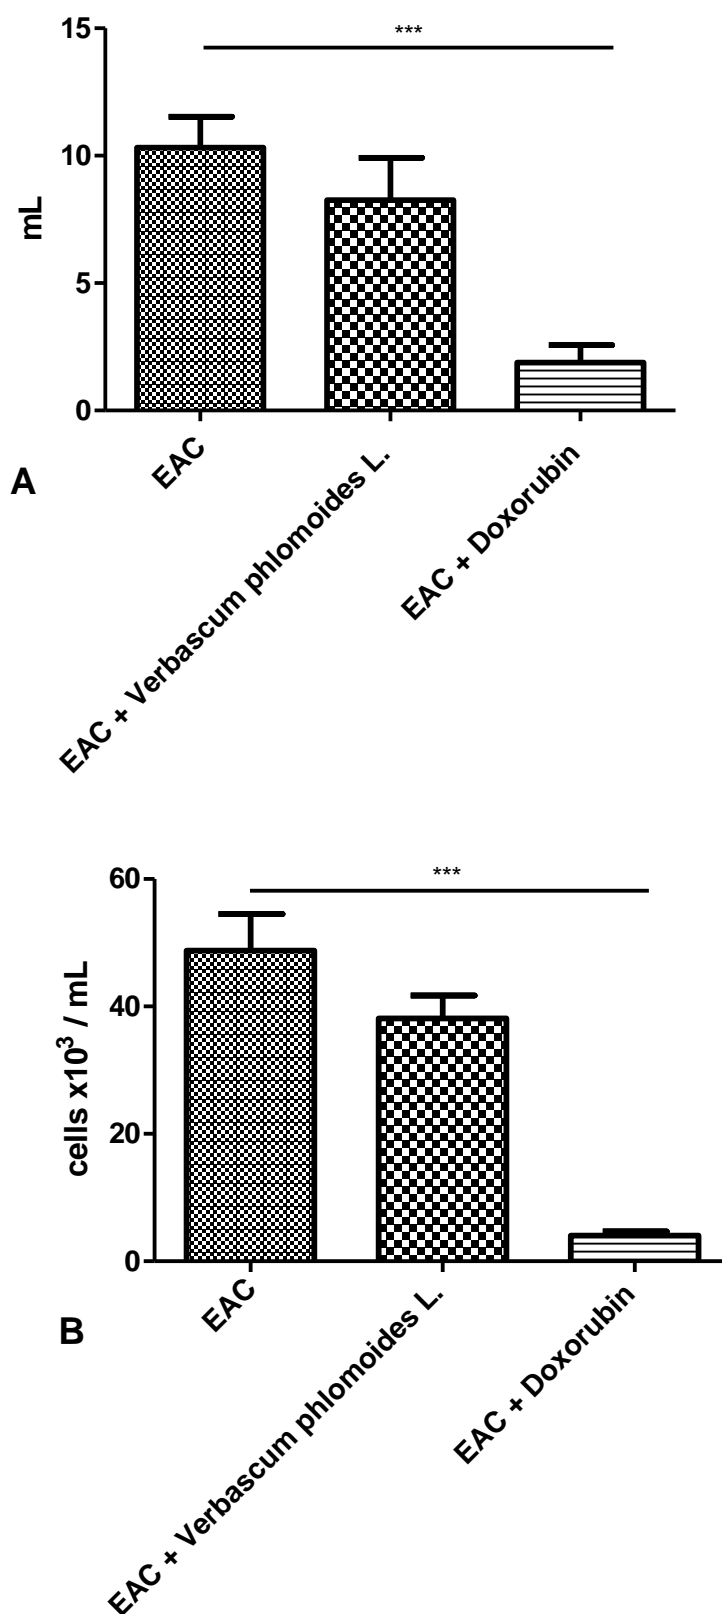 15
***
10
mL
5
0
EAC
EAC + Verbascum phlomoides L.
EAC + Doxorubin
A
60
***
40
cells x10³ / mL
20
0
EAC
EAC + Verbascum phlomoides L.
EAC + Doxorubin
B